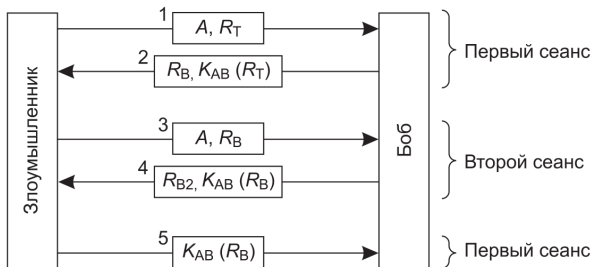 Злоумышленник
Боб
1
A, R_T
2
R_B, K_AB (R_T)
Первый сеанс
3
A, R_B
4
R_B2, K_AB (R_B)
Второй сеанс
5
K_AB (R_B)
Первый сеанс